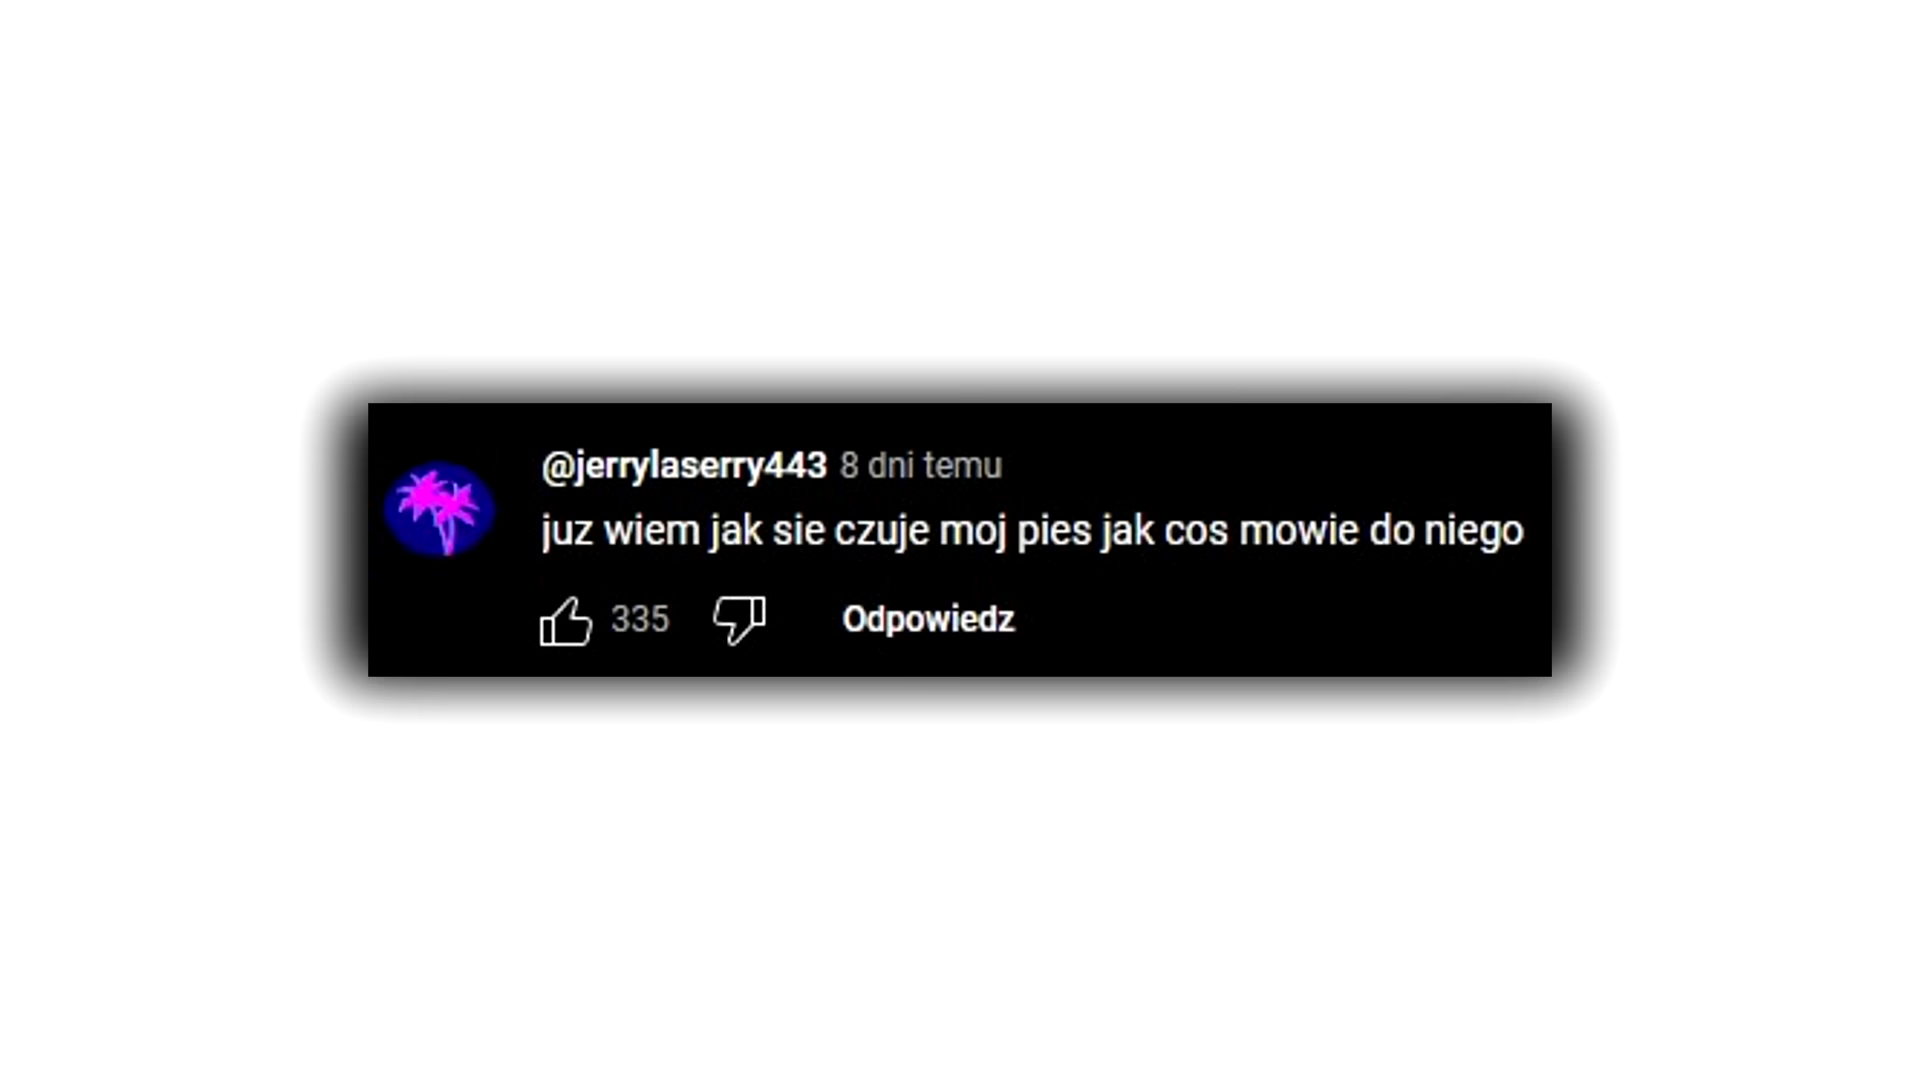 @jerrylaserry443 8 dni temu
juz wiem jak sie czuje moj pies jak cos mowie do niego
335 Odpowiedz